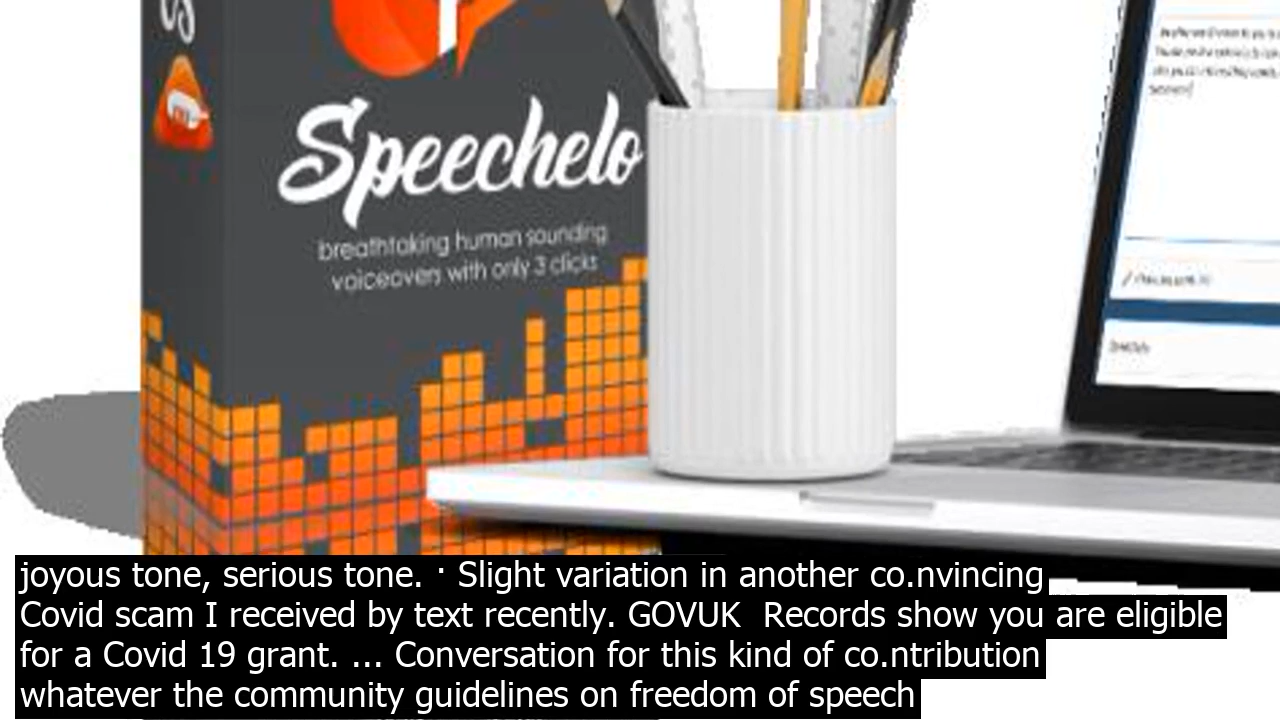 Speechelo
breathtaking human sounding
voiceovers with only 3 clicks
joyous tone, serious tone. · Slight variation in another co.nvincing
Covid scam I received by text recently. GOVUK  Records show you are eligible
for a Covid 19 grant. ... Conversation for this kind of co.ntribution
whatever the community guidelines on freedom of speech